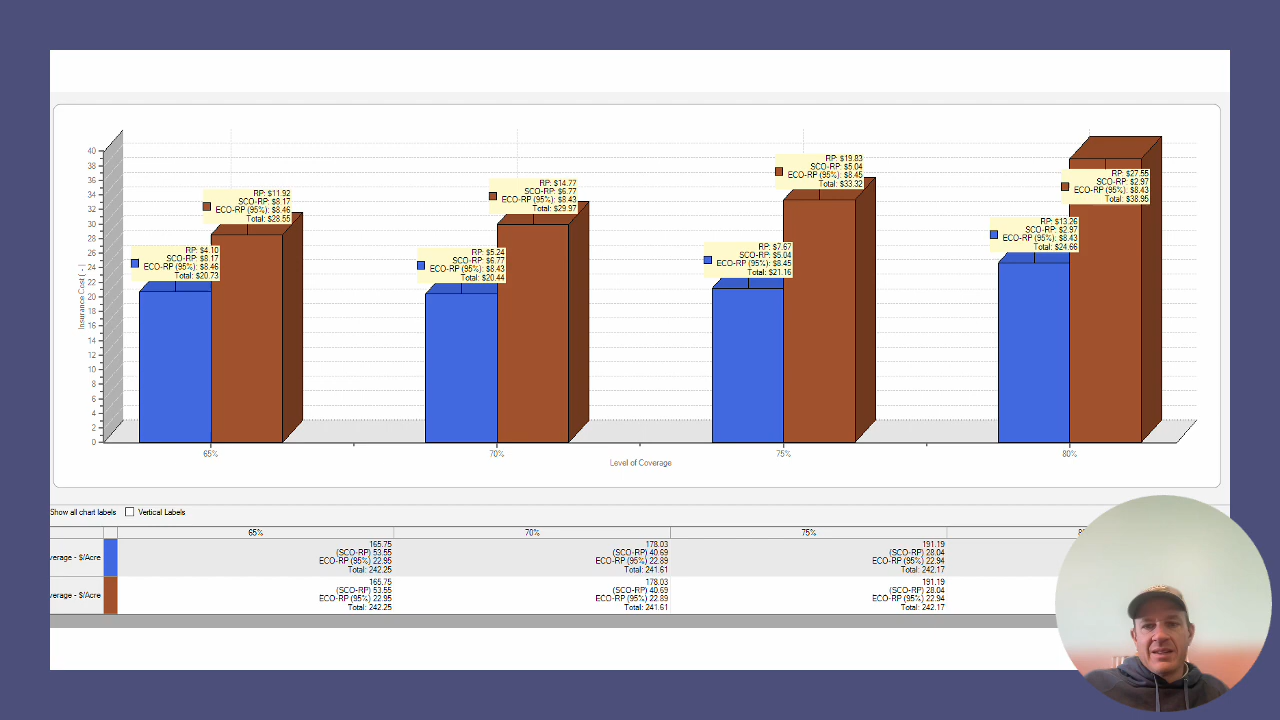 40
38
36
34
32
30
28
26
24
22
20
18
16
14
12
10
8
6
4
2
0
Insurance Cost ( - )
RP: $4.10
SCO-RP: $8.17
ECO-RP (95%): $8.46
Total: $20.73
RP: $11.92
SCO-RP: $8.17
ECO-RP (95%): $8.46
Total: $28.55
RP: $5.24
SCO-RP: $6.77
ECO-RP (95%): $8.43
Total: $20.44
RP: $14.77
SCO-RP: $6.77
ECO-RP (95%): $8.43
Total: $29.97
RP: $7.67
SCO-RP: $5.04
ECO-RP (95%): $8.45
Total: $21.16
RP: $19.83
SCO-RP: $5.04
ECO-RP (95%): $8.45
Total: $33.32
RP: $13.26
SCO-RP: $2.97
ECO-RP (95%): $8.43
Total: $24.66
RP: $27.55
SCO-RP: $2.97
ECO-RP (95%): $8.43
Total: $38.95
65%
70%
75%
80%
Level of Coverage
Show all chart labels
Vertical Labels
65%
70%
75%
verage - $/Acre
165.75
(SCO-RP) 53.55
ECO-RP (95%) 22.95
Total: 242.25
178.03
(SCO-RP) 40.69
ECO-RP (95%) 22.89
Total: 241.61
191.19
(SCO-RP) 28.04
ECO-RP (95%) 22.94
Total: 242.17
verage - $/Acre
165.75
(SCO-RP) 53.55
ECO-RP (95%) 22.95
Total: 242.25
178.03
(SCO-RP) 40.69
ECO-RP (95%) 22.89
Total: 241.61
191.19
(SCO-RP) 28.04
ECO-RP (95%) 22.94
Total: 242.17